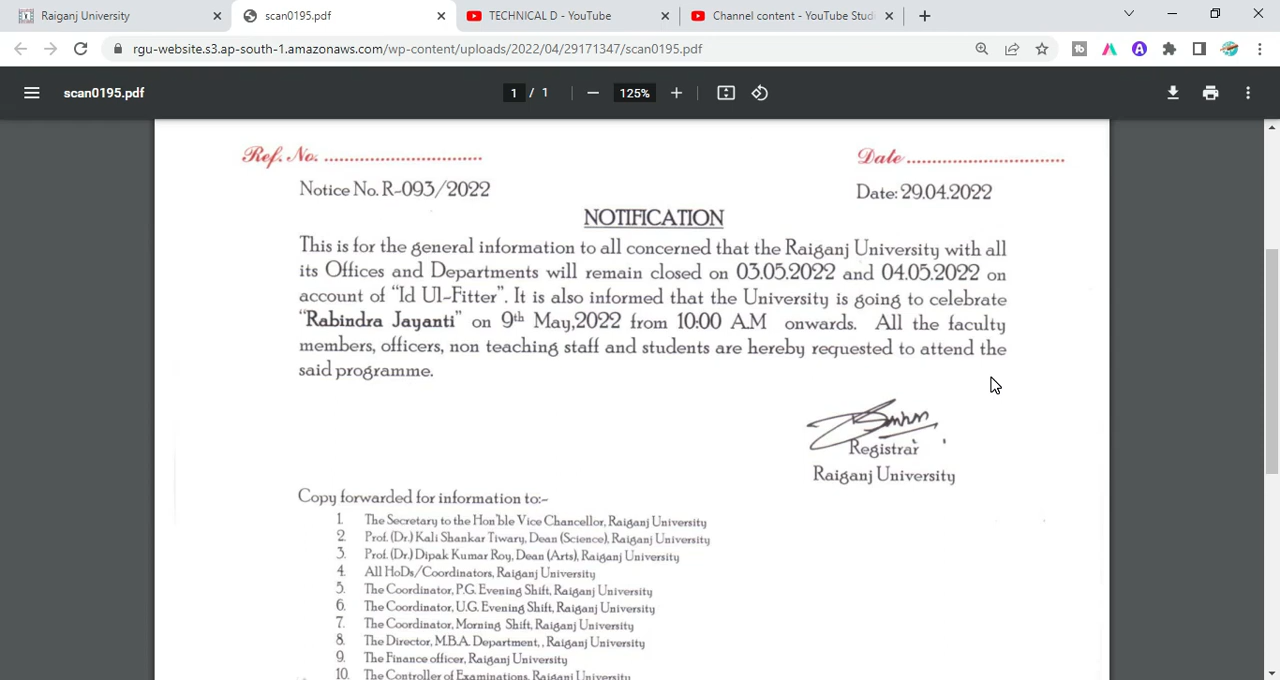 Raiganj University
scan0195.pdf
TECHNICAL D - YouTube
Channel content - YouTube Studi
rgu-website.s3.ap-south-1.amazonaws.com/wp-content/uploads/2022/04/29171347/scan0195.pdf
scan0195.pdf
1 / 1
125%
Ref. No. ................................
Date ................................
Notice No. R-093/2022
Date: 29.04.2022
NOTIFICATION
This is for the general information to all concerned that the Raiganj University with all
its Offices and Departments will remain closed on 03.05.2022 and 04.05.2022 on
account of “Id Ul-Fitter”. It is also informed that the University is going to celebrate
“Rabindra Jayanti” on 9th May,2022 from 10:00 A.M onwards. All the faculty
members, officers, non teaching staff and students are hereby requested to attend the
said programme.
Registrar
Raiganj University
Copy forwarded for information to:-
1. The Secretary to the Hon'ble Vice Chancellor, Raiganj University
2. Prof. (Dr.) Kali Shankar Tiwary, Dean (Science), Raiganj University
3. Prof. (Dr.) Dipak Kumar Roy, Dean (Arts), Raiganj University
4. All HoDs/Coordinators, Raiganj University
5. The Coordinator, P.G. Evening Shift, Raiganj University
6. The Coordinator, U.G. Evening Shift, Raiganj University
7. The Coordinator, Morning Shift, Raiganj University
8. The Director, M.B.A. Department, , Raiganj University
9. The Finance officer, Raiganj University
10. The Controller of Examinations, Raiganj University